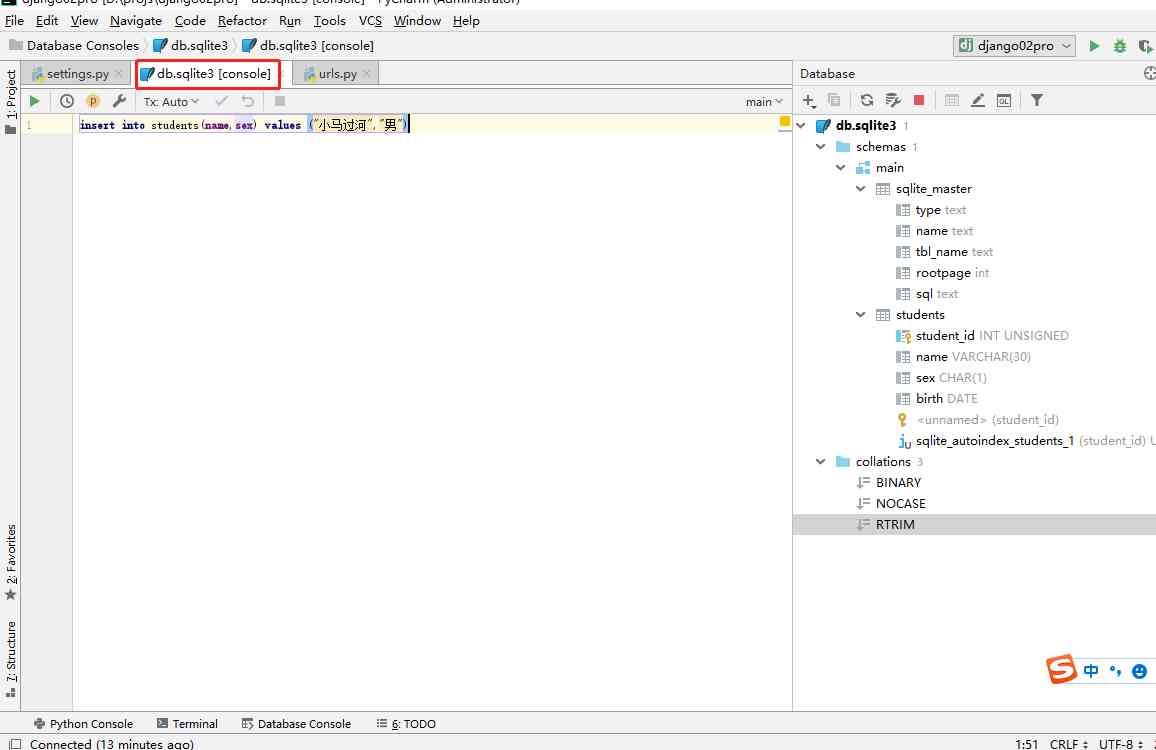 django02pro [D:\projs\django02pro] - db.sqlite3 [console] - PyCharm (Administrator)
File Edit View Navigate Code Refactor Run Tools VCS Window Help
Database Consoles db.sqlite3 db.sqlite3 [console] django02pro
settings.py db.sqlite3 [console] urls.py Database
Tx: Auto main
1 insert into students(name,sex) values ("小马过河","男")
1: Project
2: Favorites
7: Structure
db.sqlite3 1
schemas 1
main
sqlite_master
type text
name text
tbl_name text
rootpage int
sql text
students
student_id INT UNSIGNED
name VARCHAR(30)
sex CHAR(1)
birth DATE
<unnamed> (student_id)
sqlite_autoindex_students_1 (student_id) U
collations 3
BINARY
NOCASE
RTRIM
S 中
Python Console Terminal Database Console 6: TODO
Connected (13 minutes ago) 1:51 CRLF UTF-8